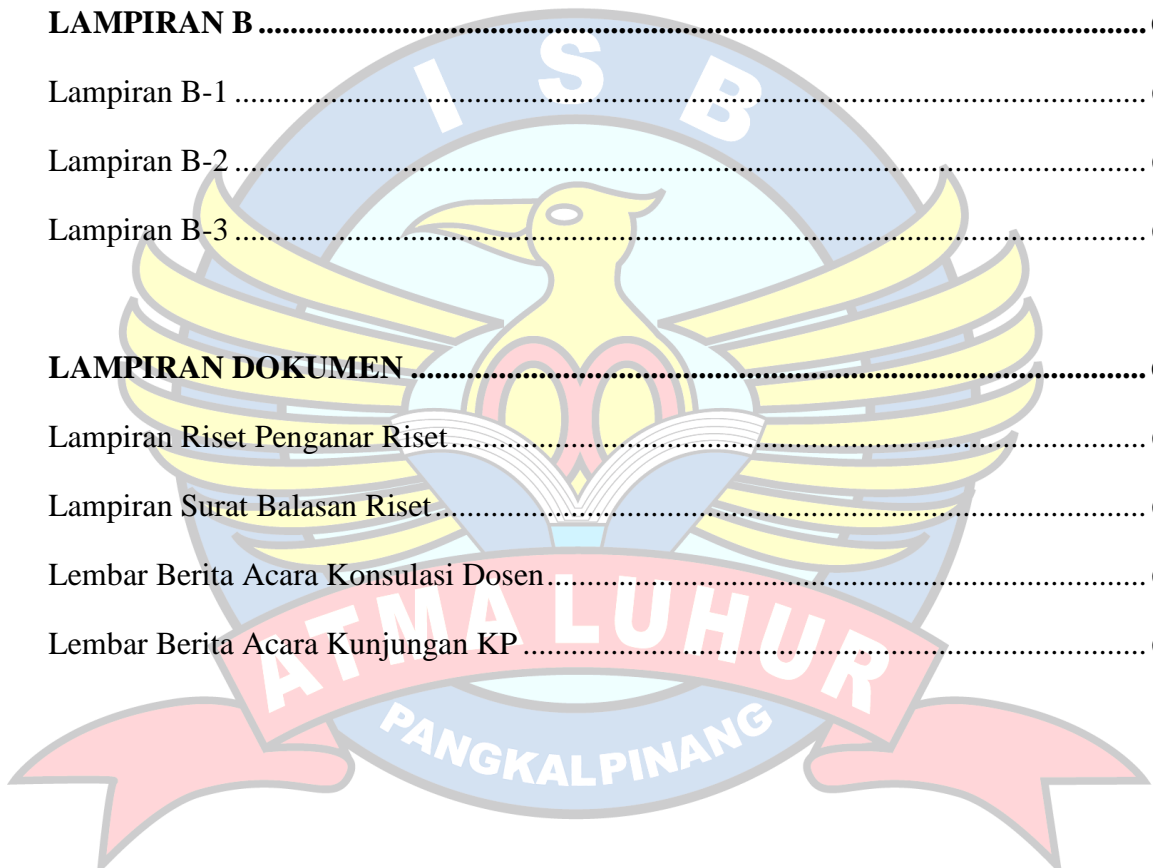 LAMPIRAN B ................................................................................................................
Lampiran B-1 ................................................................................................................
Lampiran B-2 ................................................................................................................
Lampiran B-3 ................................................................................................................
LAMPIRAN DOKUMEN ............................................................................................
Lampiran Riset Penganar Riset ........................................................................................
Lampiran Surat Balasan Riset ..........................................................................................
Lembar Berita Acara Konsulasi Dosen ............................................................................
Lembar Berita Acara Kunjungan KP ...............................................................................
I S B
ATMA LUHUR
PANGKALPINANG